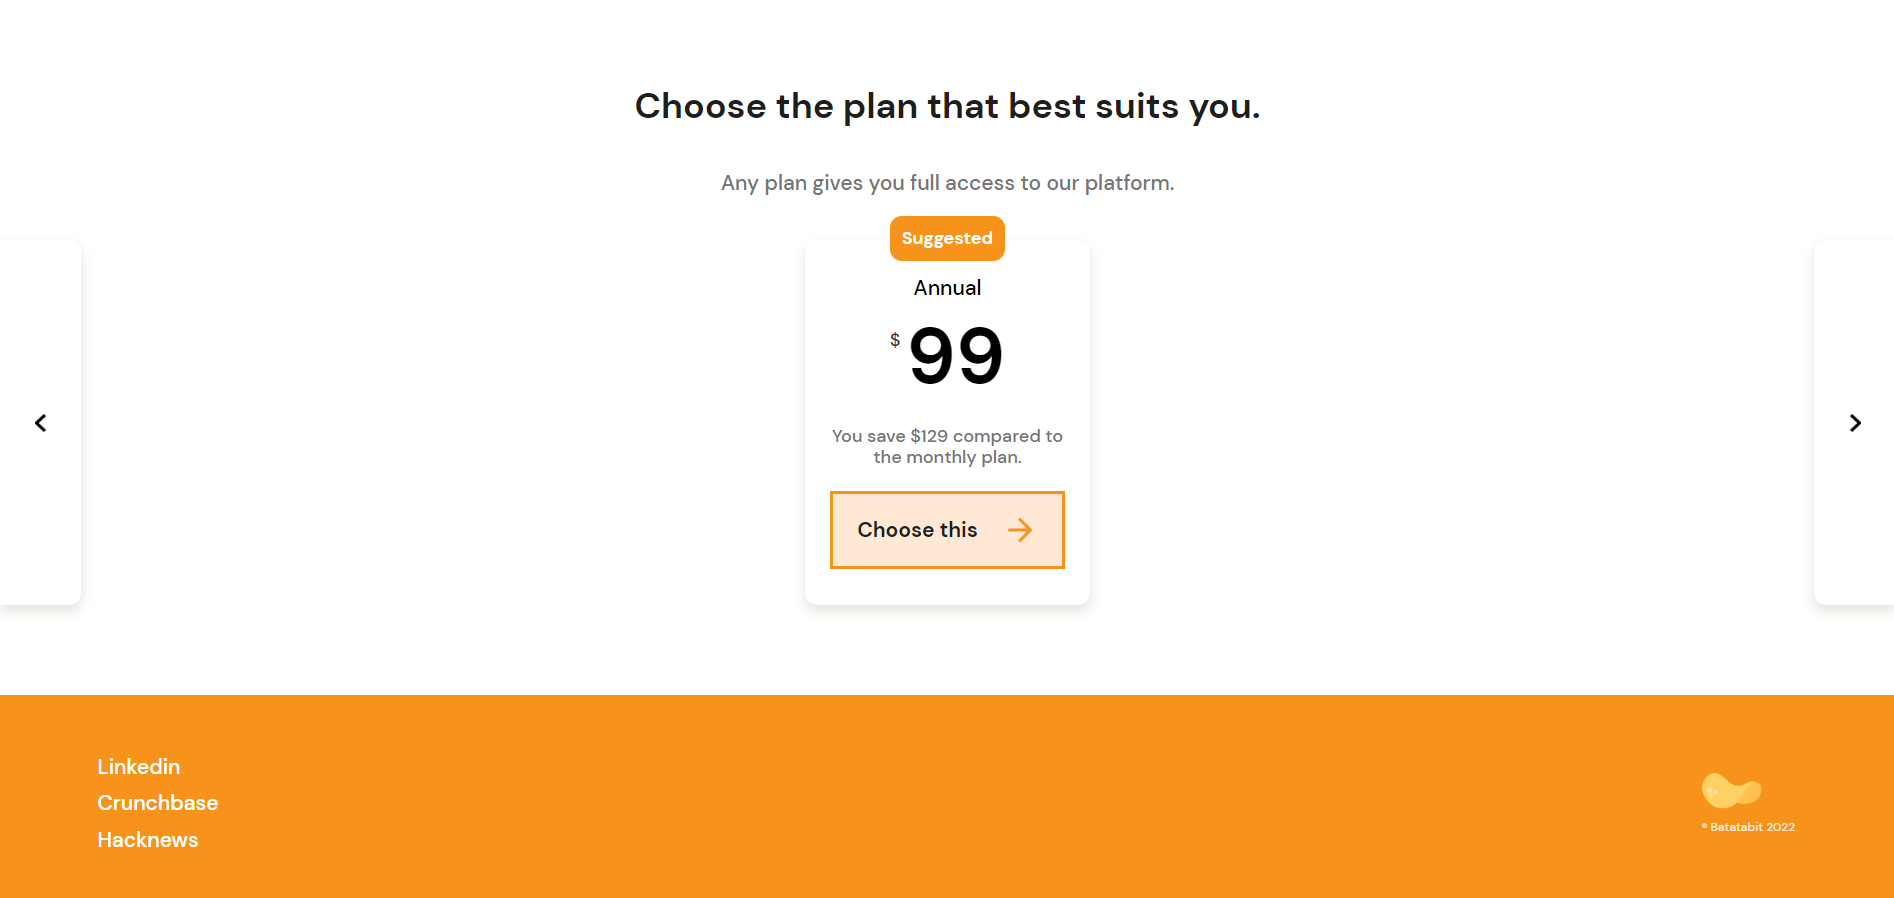 Choose the plan that best suits you.
Any plan gives you full access to our platform.
Suggested
Annual
$ 99
You save $129 compared to
the monthly plan.
Choose this
Linkedin
Crunchbase
Hacknews
® Batatabit 2022